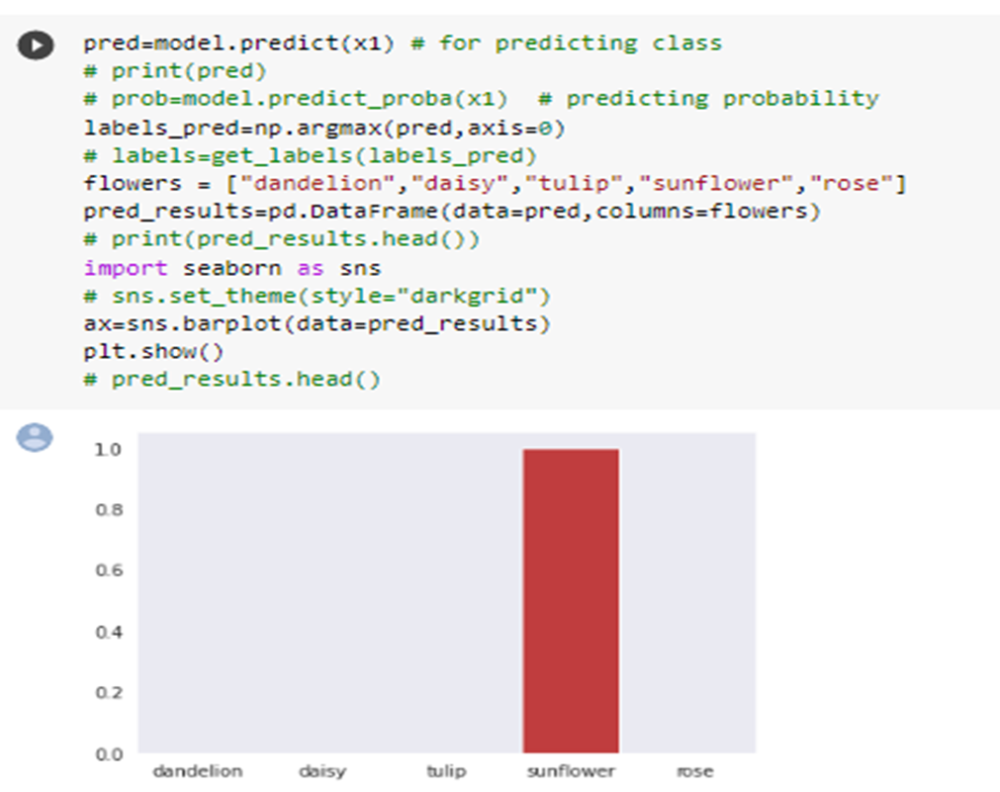 pred=model.predict(x1) # for predicting class
# print(pred)
# prob=model.predict_proba(x1)  # predicting probability
labels_pred=np.argmax(pred,axis=0)
# labels=get_labels(labels_pred)
flowers = ["dandelion","daisy","tulip","sunflower","rose"]
pred_results=pd.DataFrame(data=pred,columns=flowers)
# print(pred_results.head())
import seaborn as sns
# sns.set_theme(style="darkgrid")
ax=sns.barplot(data=pred_results)
plt.show()
# pred_results.head()
1.0
0.8
0.6
0.4
0.2
0.0
dandelion daisy tulip sunflower rose